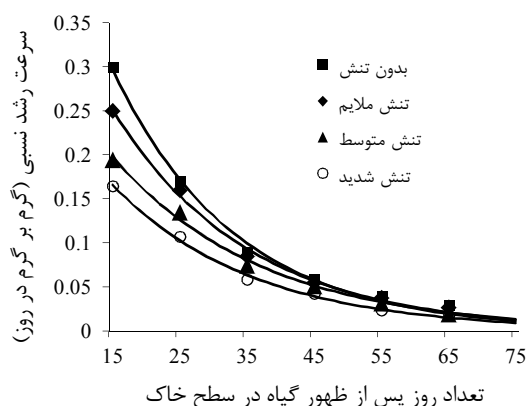 سرعت رشد نسبی (گرم بر گرم در روز)
0.35
0.3
0.25
0.2
0.15
0.1
0.05
0
بدون تنش
تنش ملایم
تنش متوسط
تنش شدید
15 25 35 45 55 65 75
تعداد روز پس از ظهور گیاه در سطح خاک